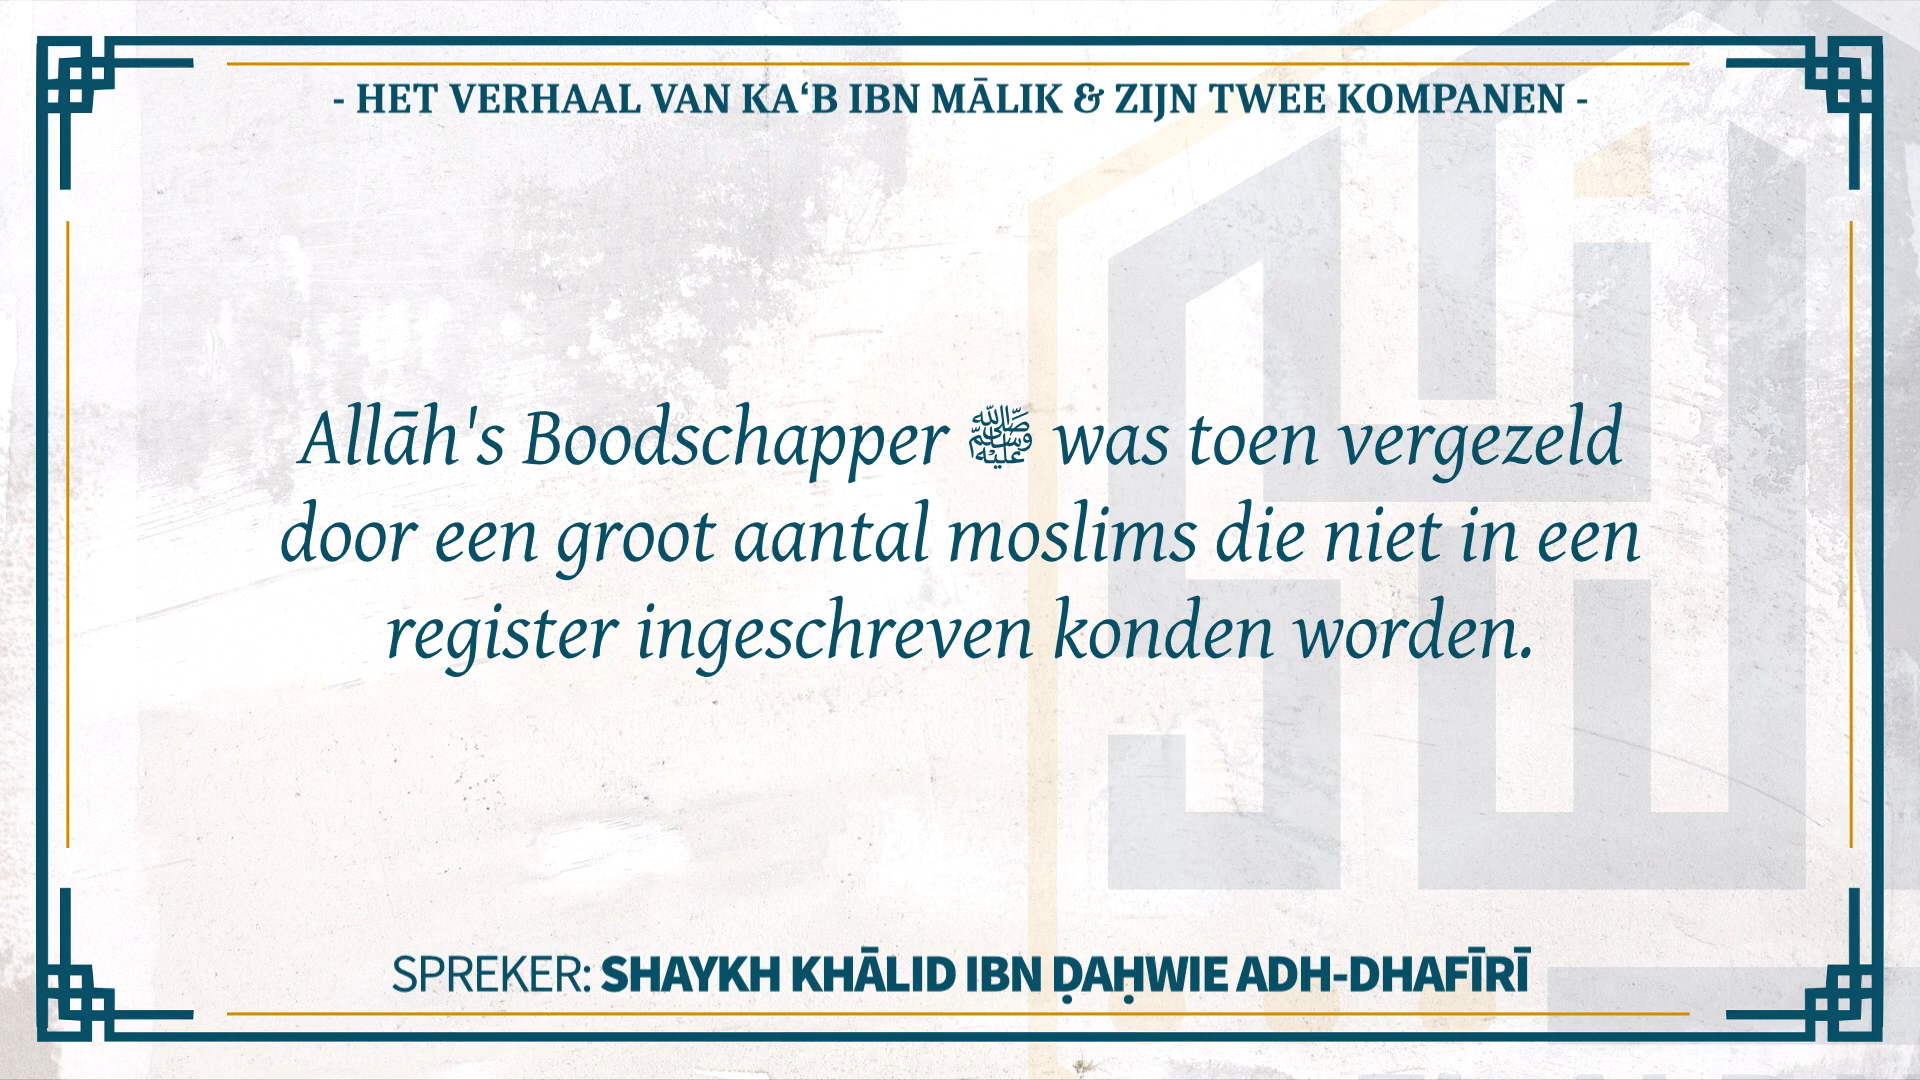 - HET VERHAAL VAN KA‘B IBN MĀLIK & ZIJN TWEE KOMPANEN -
Allāh's Boodschapper ﷺ was toen vergezeld
door een groot aantal moslims die niet in een
register ingeschreven konden worden.
SPREKER: SHAYKH KHĀLID IBN ḌAḤWIE ADH-DHAFĪRĪ